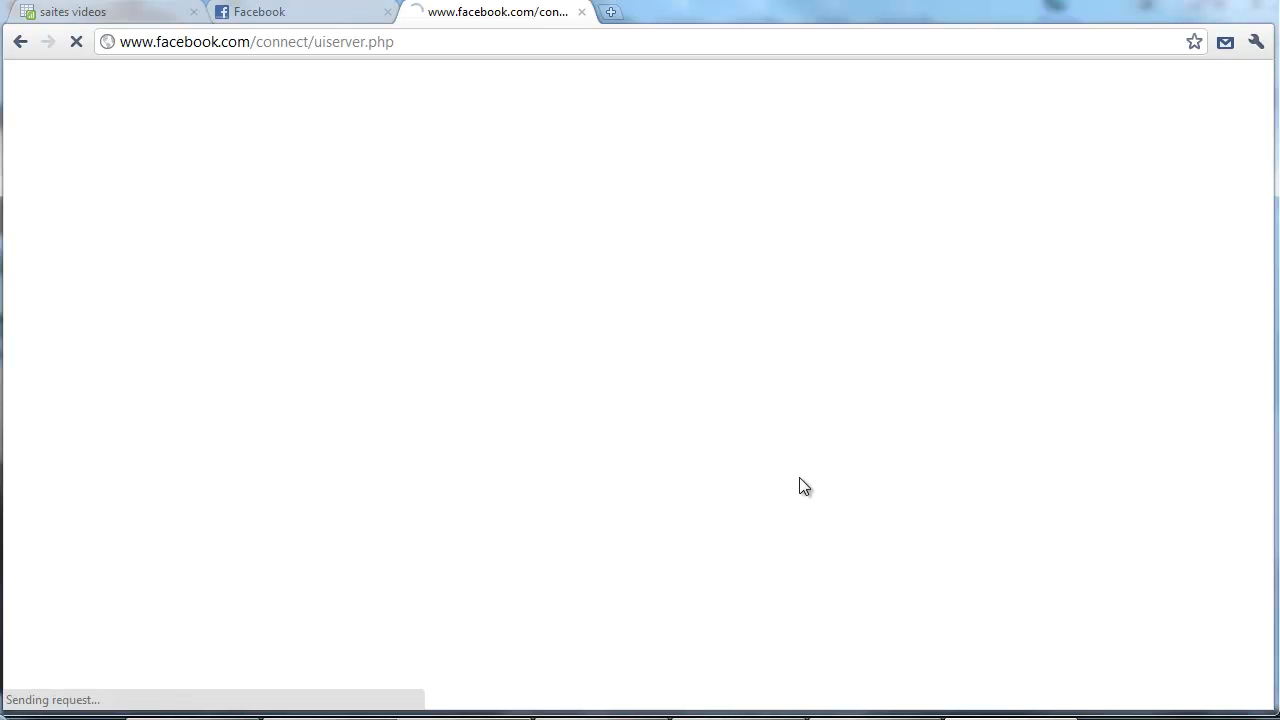 saites videos
Facebook
www.facebook.com/con...
www.facebook.com/connect/uiserver.php
Sending request...